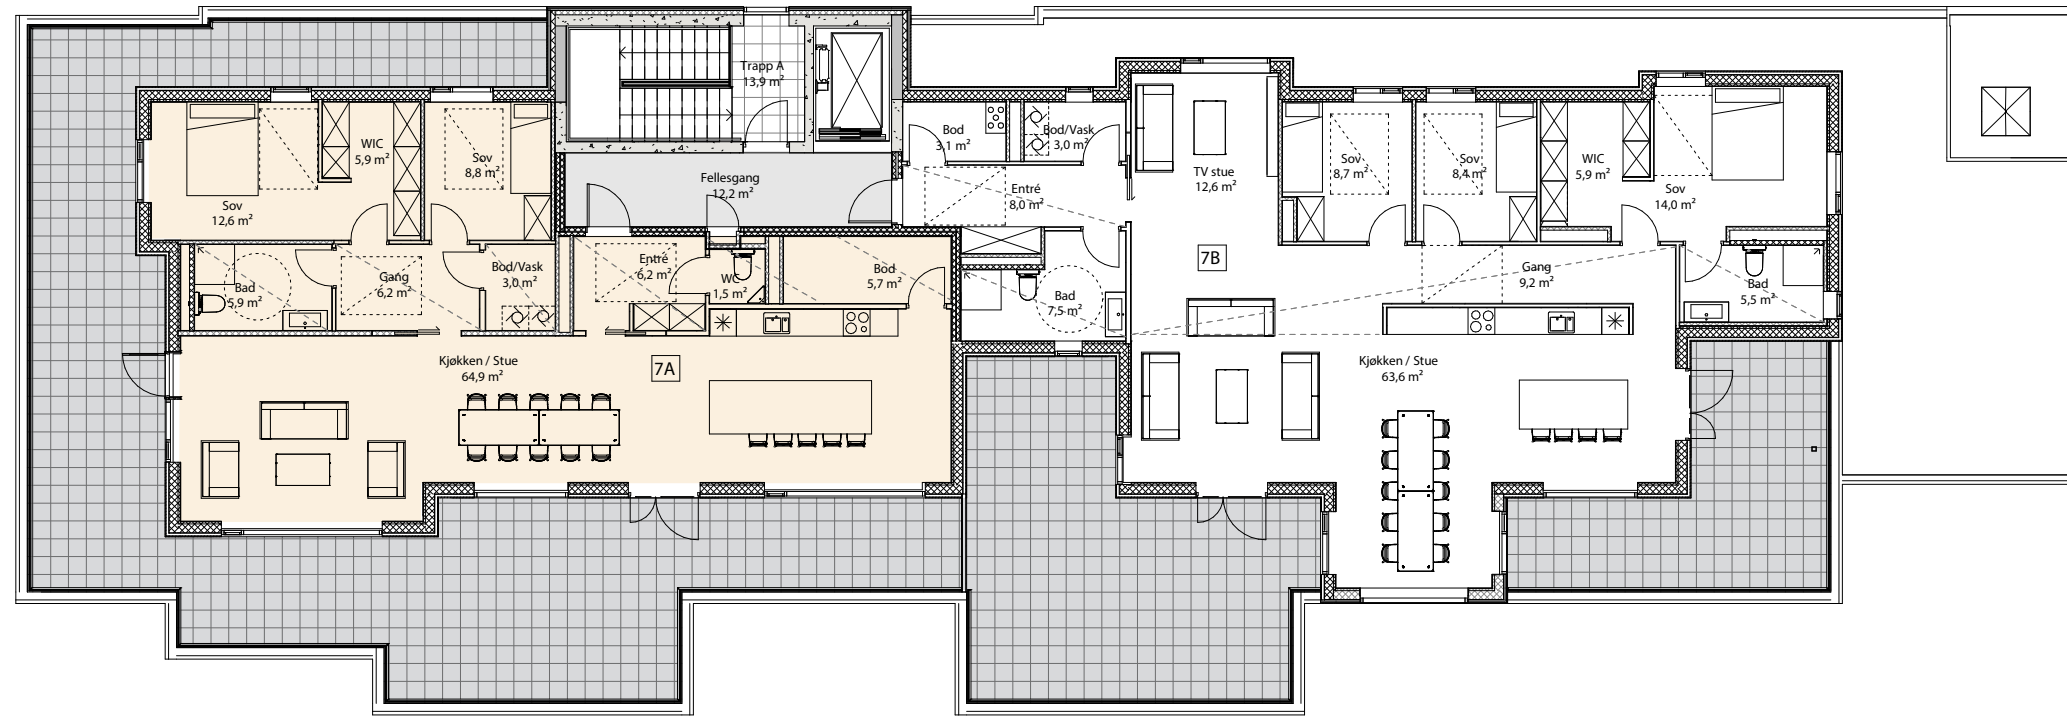 Trapp A
13,9 m²
Fellesgang
12,2 m²
Sov
12,6 m²
WIC
5,9 m²
Sov
8,8 m²
Bad
5,9 m²
Gang
6,2 m²
Bod/Vask
3,0 m²
Entré
6,2 m²
WC
1,5 m²
Bod
5,7 m²
Kjøkken / Stue
64,9 m²
7A
Bod
3,1 m²
Bod/Vask
3,0 m²
Entré
8,0 m²
TV stue
12,6 m²
Sov
8,7 m²
Sov
8,4 m²
WIC
5,9 m²
Sov
14,0 m²
7B
Bad
7,5 m²
Gang
9,2 m²
Bad
5,5 m²
Kjøkken / Stue
63,6 m²